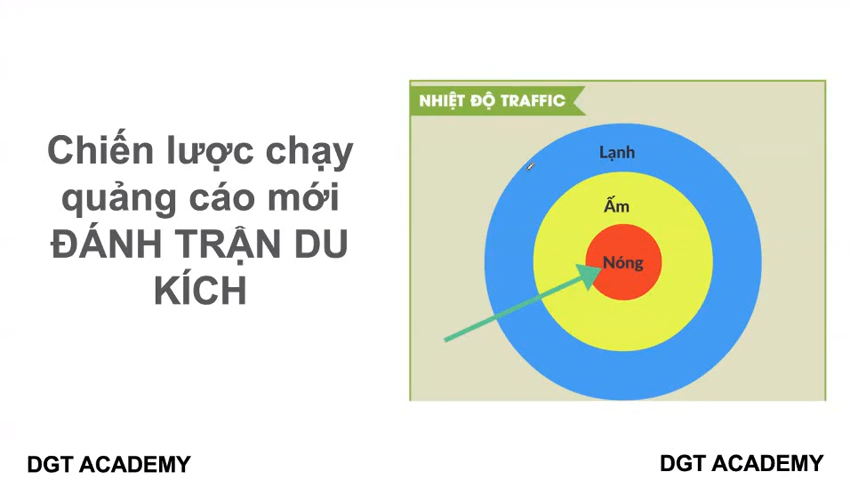 Chiến lược chạy
quảng cáo mới
ĐÁNH TRẬN DU
KÍCH
NHIỆT ĐỘ TRAFFIC
Lạnh
Ấm
Nóng
DGT ACADEMY
DGT ACADEMY